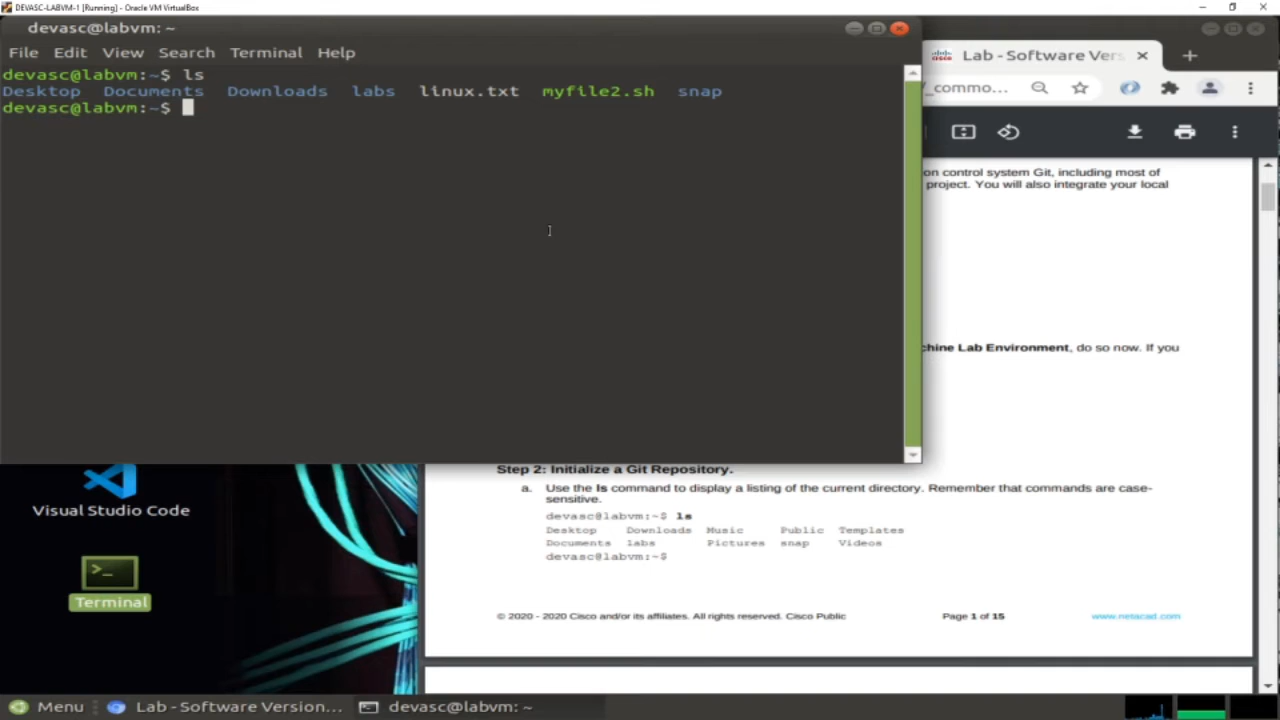 DEVASC-LABVM-1 [Running] - Oracle VM VirtualBox
devasc@labvm: ~
File Edit View Search Terminal Help
devasc@labvm:~$ ls
Desktop Documents Downloads labs linux.txt myfile2.sh snap
devasc@labvm:~$
cisco Lab - Software Vers
_commo...
on control system Git, including most of
project. You will also integrate your local
chine Lab Environment, do so now. If you
Step 2: Initialize a Git Repository.
a. Use the ls command to display a listing of the current directory. Remember that commands are case-
sensitive.
devasc@labvm:~$ ls
Desktop Downloads Music Public Templates
Documents labs Pictures snap Videos
devasc@labvm:~$
© 2020 - 2020 Cisco and/or its affiliates. All rights reserved. Cisco Public Page 1 of 15 www.netacad.com
Visual Studio Code
>_
Terminal
Menu Lab - Software Version... devasc@labvm: ~